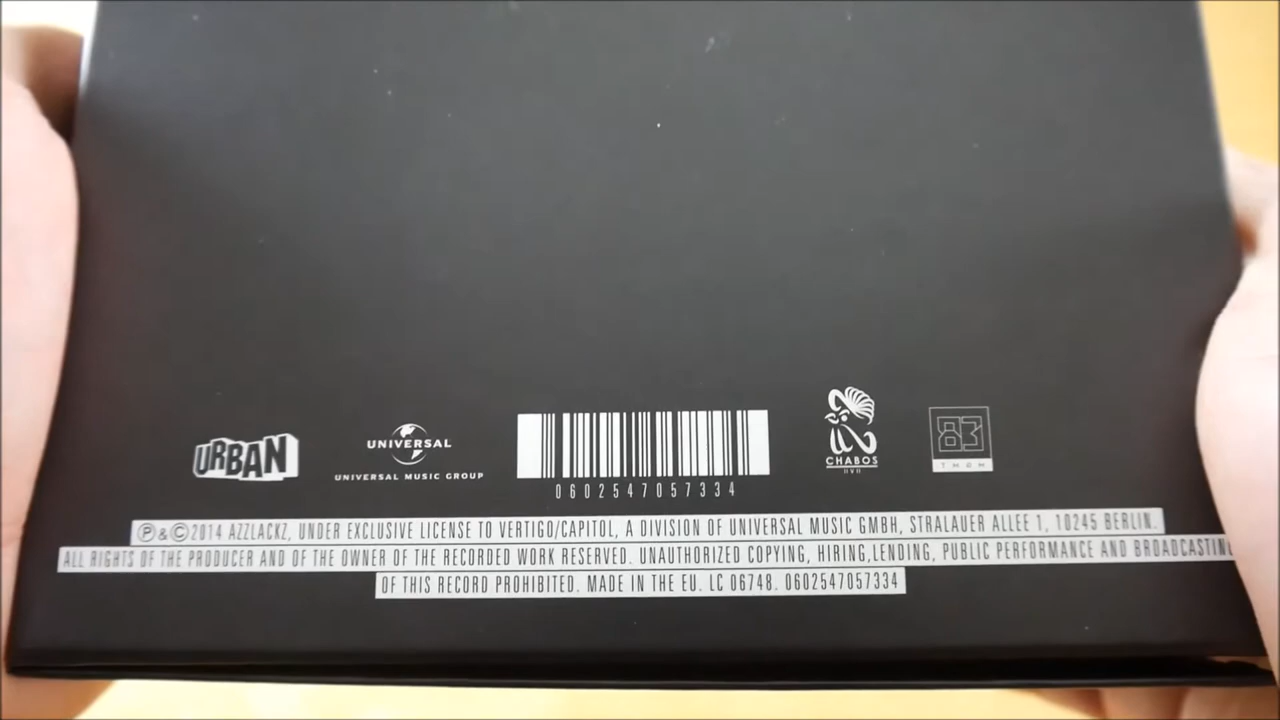 URBAN
UNIVERSAL
UNIVERSAL MUSIC GROUP
0602547057334
CHABOS
IIVII
83
Ⓟ&©2014 AZZLACKZ, UNDER EXCLUSIVE LICENSE TO VERTIGO/CAPITOL, A DIVISION OF UNIVERSAL MUSIC GMBH, STRALAUER ALLEE 1, 10245 BERLIN.
ALL RIGHTS OF THE PRODUCER AND OF THE OWNER OF THE RECORDED WORK RESERVED. UNAUTHORIZED COPYING, HIRING,LENDING, PUBLIC PERFORMANCE AND BROADCASTING
OF THIS RECORD PROHIBITED. MADE IN THE EU. LC 06748. 0602547057334